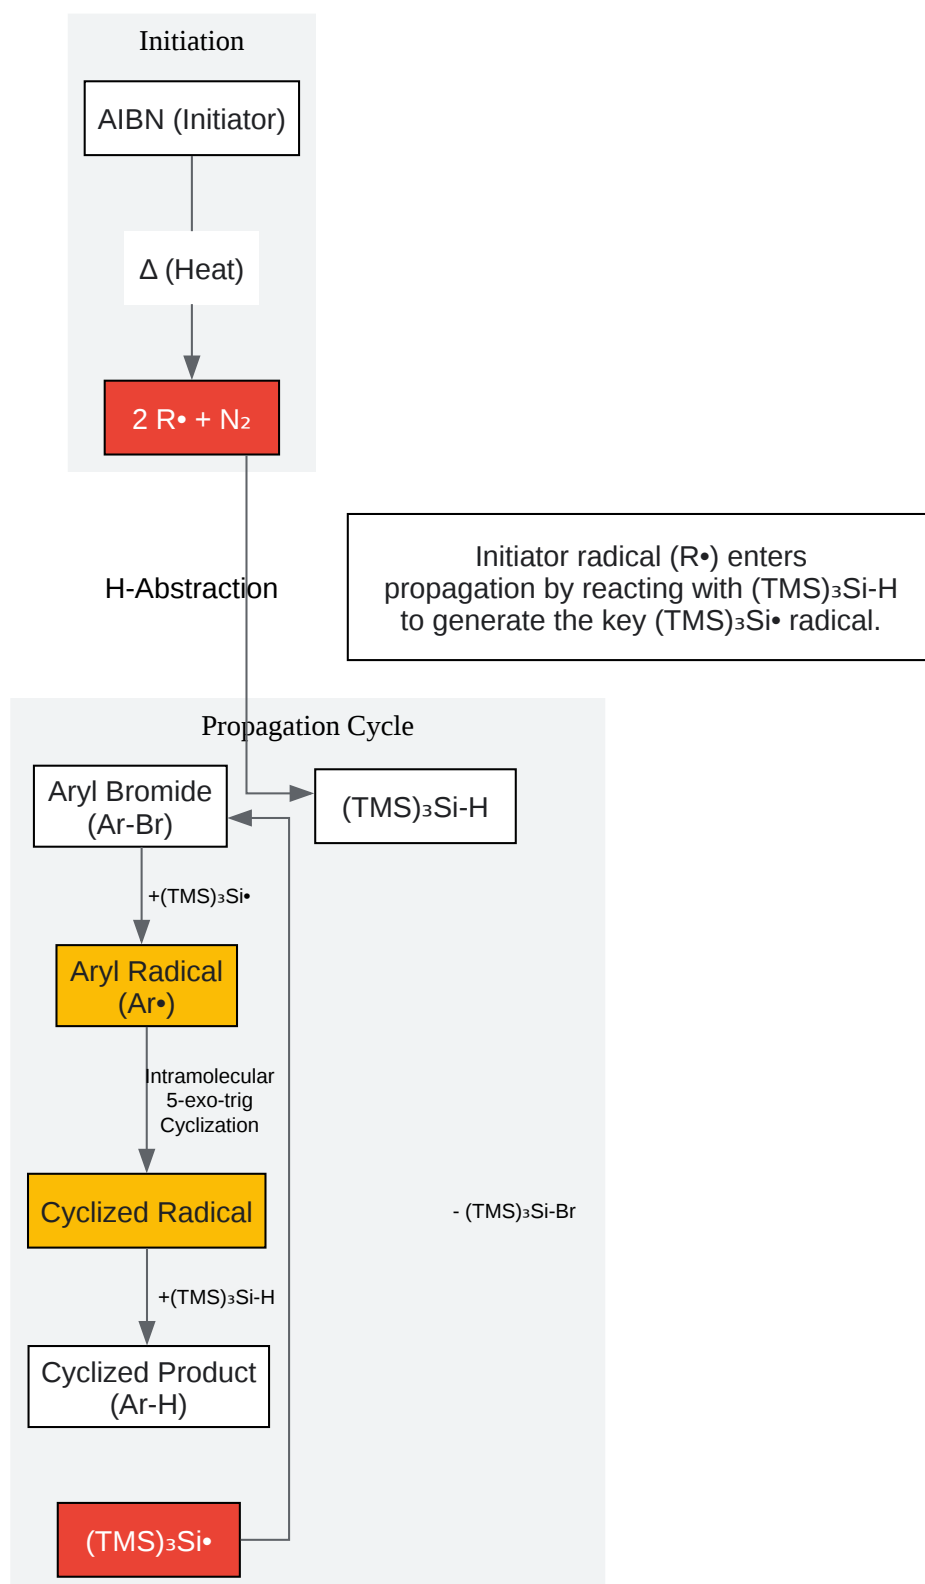 Initiation
AIBN (Initiator)
Δ (Heat)
2 R• + N₂
H-Abstraction
Initiator radical (R•) enters
propagation by reacting with (TMS)₃Si-H
to generate the key (TMS)₃Si• radical.
Propagation Cycle
Aryl Bromide
(Ar-Br)
(TMS)₃Si-H
+(TMS)₃Si•
Aryl Radical
(Ar•)
Intramolecular
5-exo-trig
Cyclization
Cyclized Radical
- (TMS)₃Si-Br
+(TMS)₃Si-H
Cyclized Product
(Ar-H)
(TMS)₃Si•